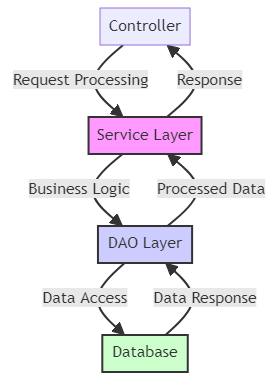 Controller
Request Processing
Response
Service Layer
Business Logic
Processed Data
DAO Layer
Data Access
Data Response
Database